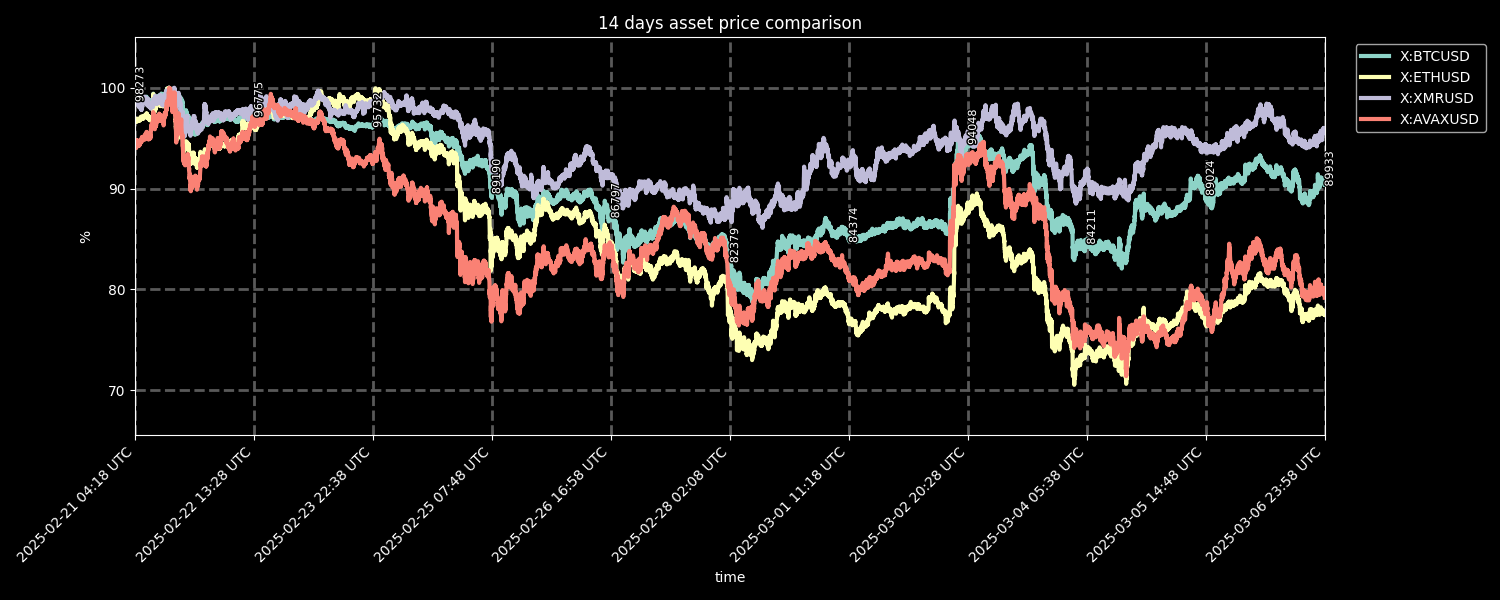 14 days asset price comparison
X:BTCUSD
X:ETHUSD
X:XMRUSD
X:AVAXUSD
100
90
80
70
%
98273
96775
95732
89190
86797
82379
84374
94048
84211
89024
89933
2025-02-21 04:18 UTC
2025-02-22 13:28 UTC
2025-02-23 22:38 UTC
2025-02-25 07:48 UTC
2025-02-26 16:58 UTC
2025-02-28 02:08 UTC
2025-03-01 11:18 UTC
2025-03-02 20:28 UTC
2025-03-04 05:38 UTC
2025-03-05 14:48 UTC
2025-03-06 23:58 UTC
time